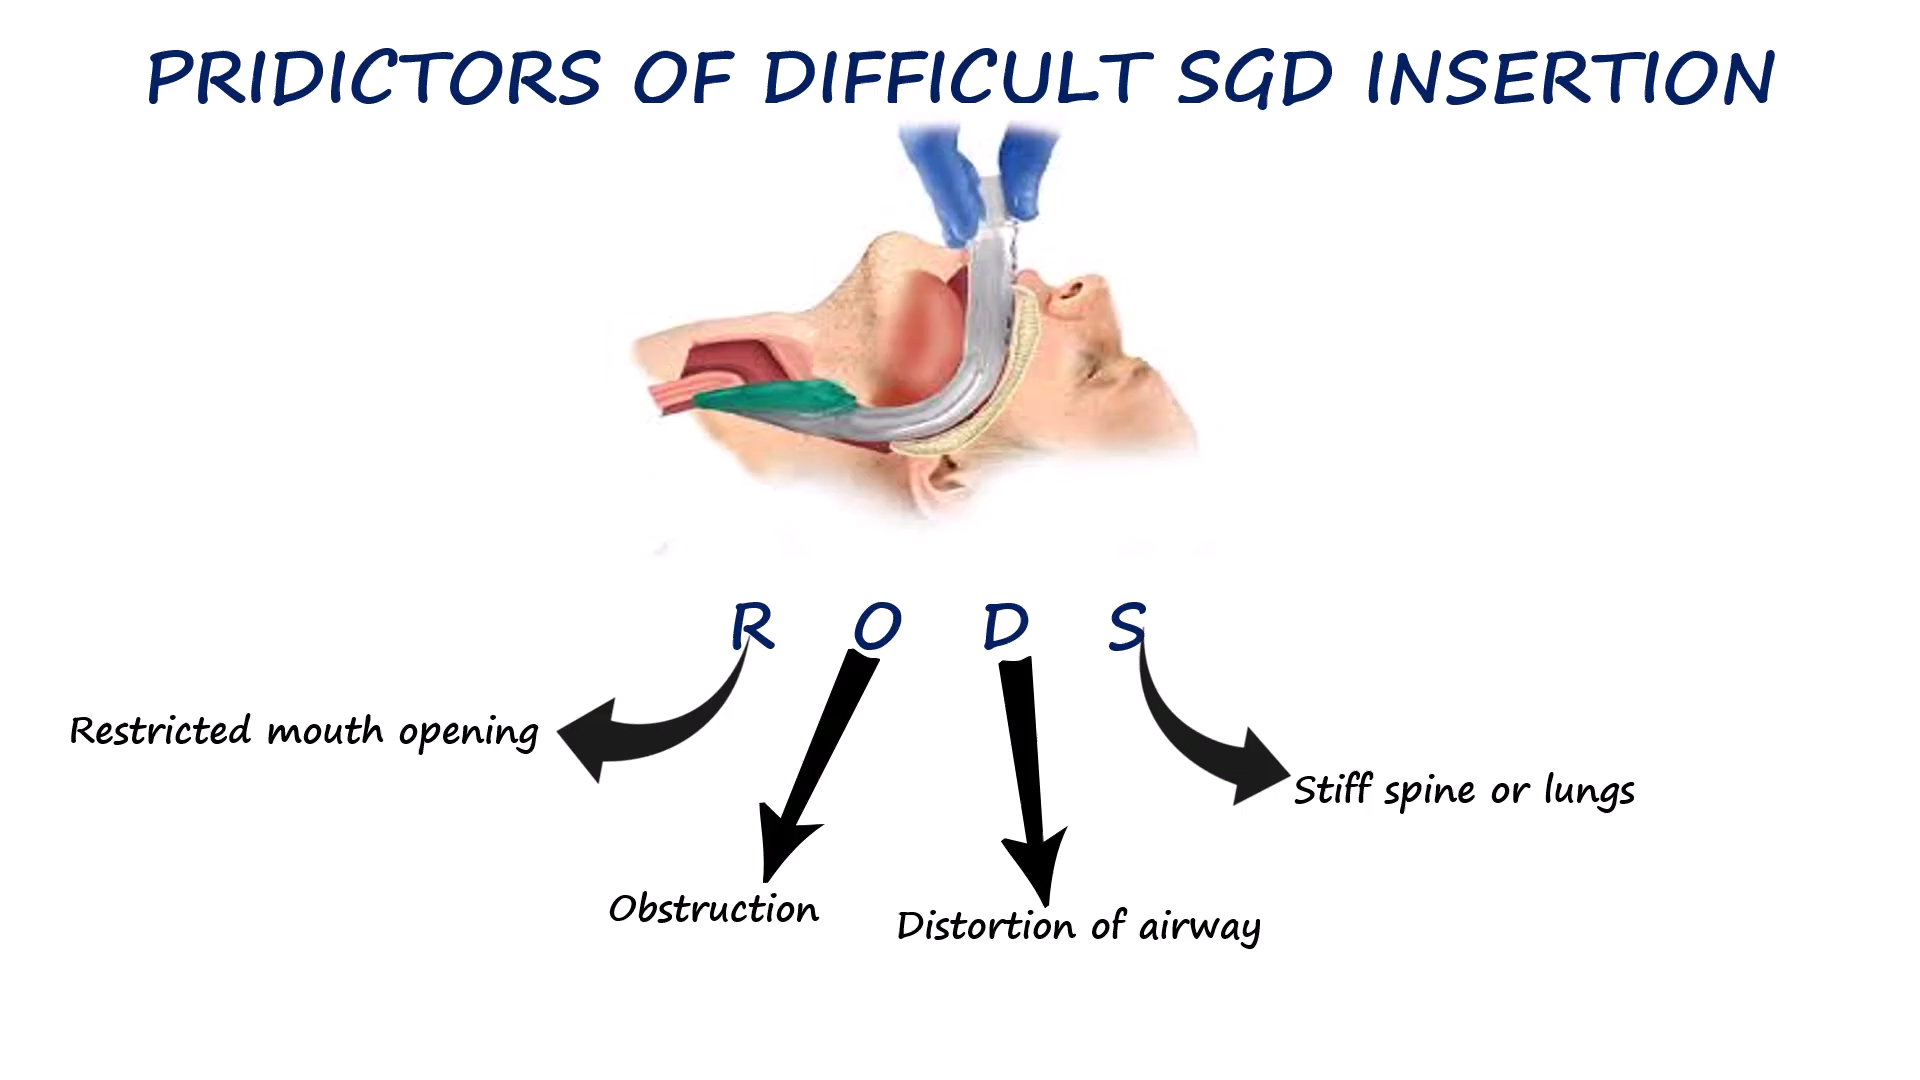 PRIDICTORS OF DIFFICULT SGD INSERTION
R O D S
Restricted mouth opening
Obstruction
Distortion of airway
Stiff spine or lungs